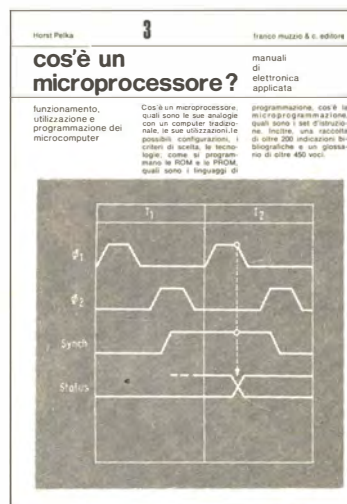 Horst Pelka
3
franco muzzio & c. editore
cos'è un
microprocessore?
manuali
di
elettronica
applicata
funzionamento,
utilizzazione e
programmazione dei
microcomputer
Cos'è un microprocessore,
quali sono le sue analogie
con un computer tradizio-
nale, le sue utilizzazioni, le
possibili configurazioni, i
criteri di scelta, le tecno-
logie; come si program-
mano le ROM e le PROM,
quali sono i linguaggi di
programmazione, cos'è la
microprogrammazione,
quali sono i set d'istruzio-
ne. Inoltre, una raccolta
di oltre 200 indicazioni bi-
bliografiche e un glossa-
rio di oltre 450 voci.
T1 T2
ø1
ø2
Synch
Status